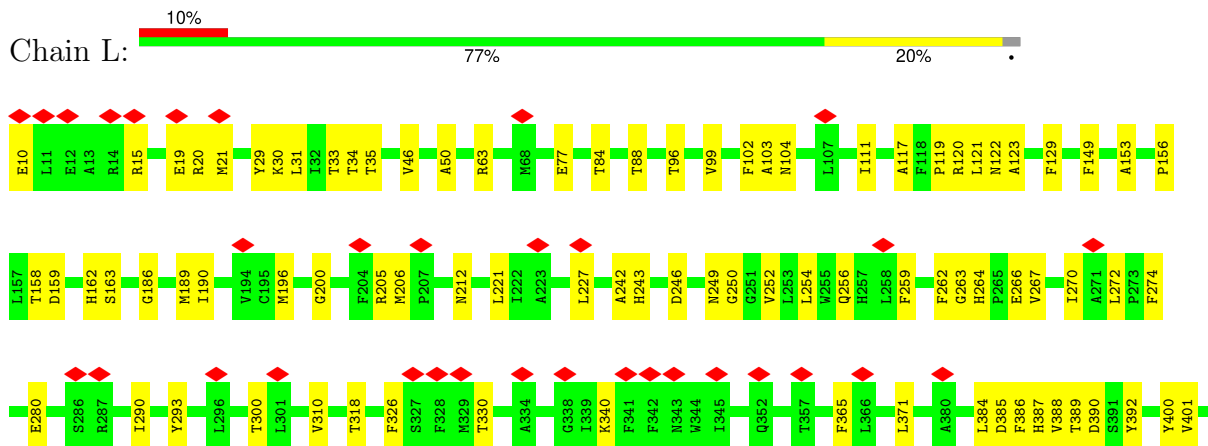 10%
Chain L:
77% 20% •
E10 L11 E12 A13 R14 R15 E19 R20 M21 Y29 K30 L31 I32 T33 T34 T35 V46 A50 R63 M68 E77 T84 T88 T96 V99 F102 A103 N104 L107 I111 A117 F118 P119 R120 L121 N122 A123 F129 F149 A153 P156
L157 T158 D159 H162 S163 G186 M189 I190 V194 C195 M196 G200 F204 R205 M206 P207 N212 L221 I222 A223 L227 A242 H243 D246 N249 G250 G251 V252 L253 L254 W255 Q256 H257 L258 F259 F262 G263 H264 P265 E266 V267 I270 A271 L272 P273 F274
E280 S286 R287 I290 Y293 L296 T300 L301 V310 T318 F326 S327 F328 M329 T330 A334 G338 I339 K340 F341 F342 N343 W344 I345 Q352 T357 F365 L366 L371 A380 L384 D385 F386 H387 V388 T389 D390 S391 Y392 Y400 V401